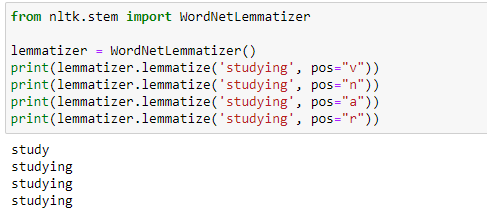 from nltk.stem import WordNetLemmatizer
lemmatizer = WordNetLemmatizer()
print(lemmatizer.lemmatize('studying', pos="v"))
print(lemmatizer.lemmatize('studying', pos="n"))
print(lemmatizer.lemmatize('studying', pos="a"))
print(lemmatizer.lemmatize('studying', pos="r"))
study
studying
studying
studying